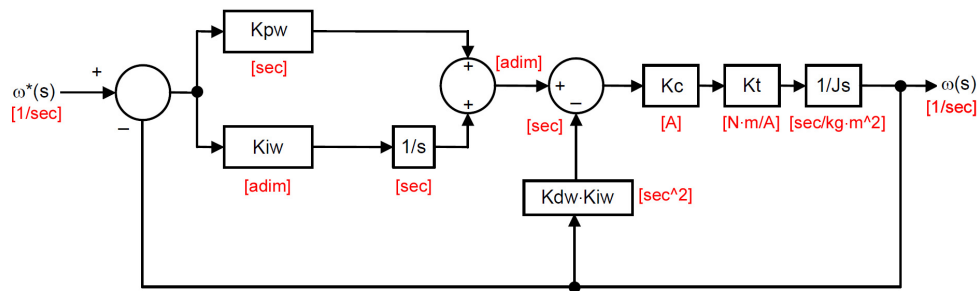 Kpw
[sec]
+
+
+
[adim]
ω*(s)
[1/sec]
+
−
Kiw
[adim]
1/s
[sec]
+
−
[sec]
Kc
[A]
Kt
[N·m/A]
1/Js
[sec/kg·m^2]
ω(s)
[1/sec]
Kdw·Kiw
[sec^2]